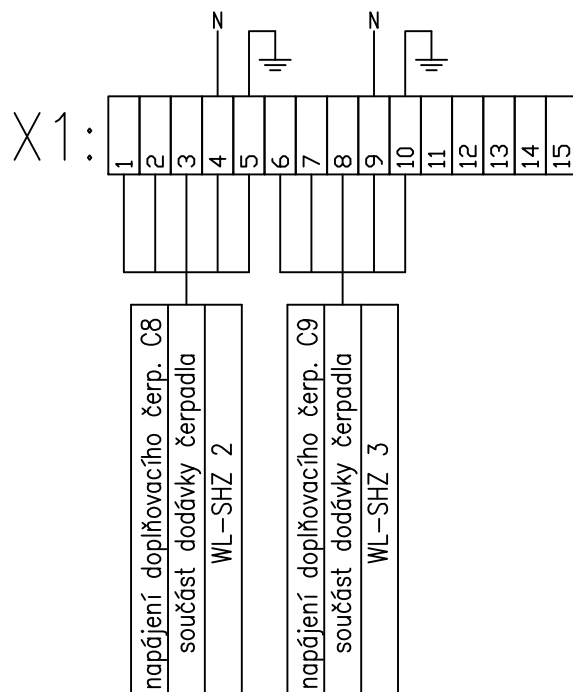 N
N
X1:
1
2
3
4
5
6
7
8
9
10
11
12
13
14
15
napájení doplňovacího čerp. C8
součást dodávky čerpadla
WL-SHZ 2
napájení doplňovacího čerp. C9
součást dodávky čerpadla
WL-SHZ 3